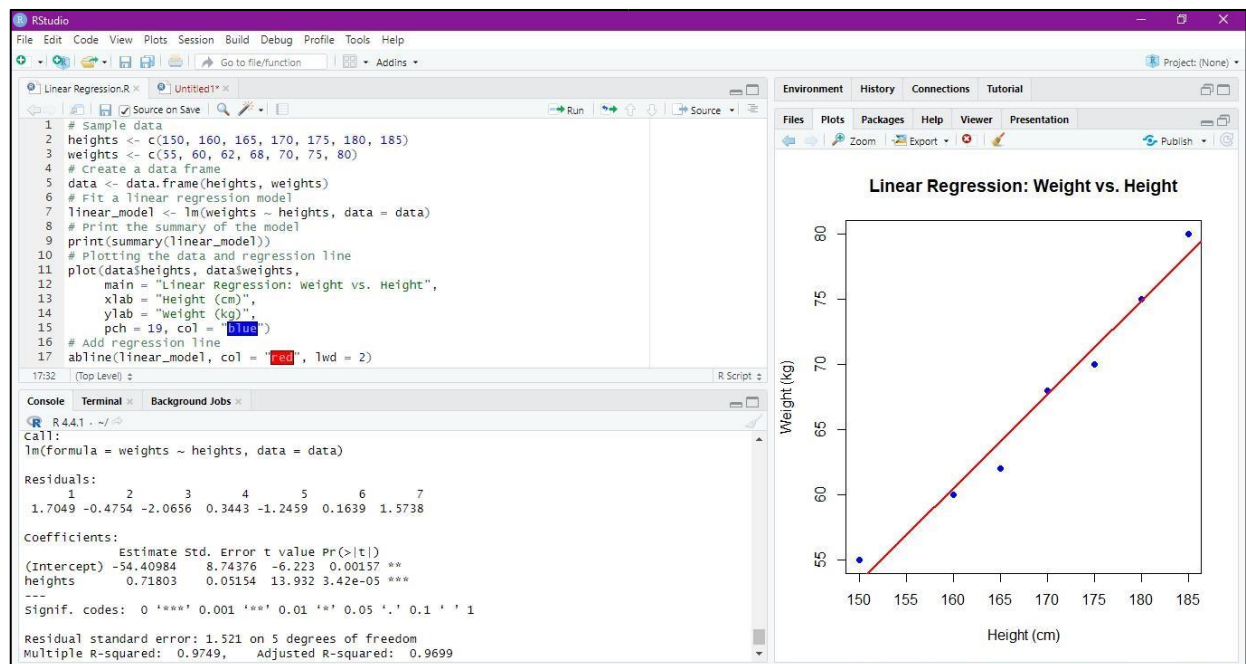 RStudio
File Edit Code View Plots Session Build Debug Profile Tools Help
Go to file/function Addins
Project: (None)
Linear Regression.R Untitled1*
Source on Save Run Source
1 # Sample data
2 heights <- c(150, 160, 165, 170, 175, 180, 185)
3 weights <- c(55, 60, 62, 68, 70, 75, 80)
4 # Create a data frame
5 data <- data.frame(heights, weights)
6 # Fit a linear regression model
7 linear_model <- lm(weights ~ heights, data = data)
8 # Print the summary of the model
9 print(summary(linear_model))
10 # Plotting the data and regression line
11 plot(data$heights, data$weights,
12 main = "Linear Regression: Weight vs. Height",
13 xlab = "Height (cm)",
14 ylab = "Weight (kg)",
15 pch = 19, col = "blue")
16 # Add regression line
17 abline(linear_model, col = "red", lwd = 2)
17:32 (Top Level) R Script
Console Terminal Background Jobs
R 4.4.1 · ~/
Call:
lm(formula = weights ~ heights, data = data)
Residuals:
1 2 3 4 5 6 7
1.7049 -0.4754 -2.0656 0.3443 -1.2459 0.1639 1.5738
Coefficients:
Estimate Std. Error t value Pr(>|t|)
(Intercept) -54.40984 8.74376 -6.223 0.00157 **
heights 0.71803 0.05154 13.932 3.42e-05 ***
---
Signif. codes: 0 ‘***’ 0.001 ‘**’ 0.01 ‘*’ 0.05 ‘.’ 0.1 ‘ ’ 1
Residual standard error: 1.521 on 5 degrees of freedom
Multiple R-squared: 0.9749, Adjusted R-squared: 0.9699
Environment History Connections Tutorial
Files Plots Packages Help Viewer Presentation
Zoom Export Publish
Linear Regression: Weight vs. Height
Weight (kg)
80
75
70
65
60
55
150 155 160 165 170 175 180 185
Height (cm)